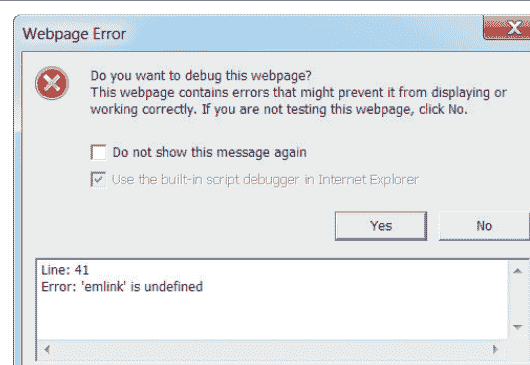 Webpage Error
Do you want to debug this webpage?
This webpage contains errors that might prevent it from displaying or
working correctly. If you are not testing this webpage, click No.
Do not show this message again
Use the built-in script debugger in Internet Explorer
Yes No
Line: 41
Error: 'emlink' is undefined